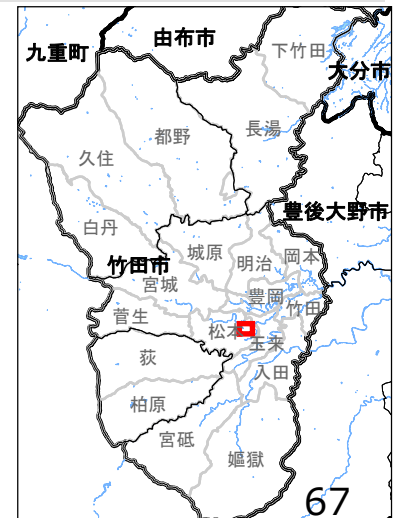 由布市
九重町
下竹田
大分市
都野
長湯
久住
豊後大野市
白丹
城原
岡本
明治
竹田市
宮城
豊岡
竹田
菅生
松本
玉来
荻
入田
柏原
宮砥
嫗獄
67